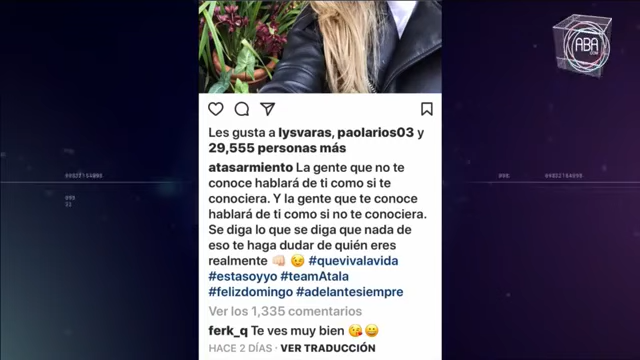 ABA
.COM
Les gusta a lysvaras, paolarios03 y
29,555 personas más
atasarmiento La gente que no te
conoce hablará de ti como si te
conociera. Y la gente que te conoce
hablará de ti como si no te conociera.
Se diga lo que se diga que nada de
eso te haga dudar de quién eres
realmente 👊🏻 😉 #quevivalavida
#estasoyyo #teamAtala
#felizdomingo #adelantesiempre
Ver los 1,335 comentarios
ferk_q Te ves muy bien 😘😄
HACE 2 DÍAS · VER TRADUCCIÓN